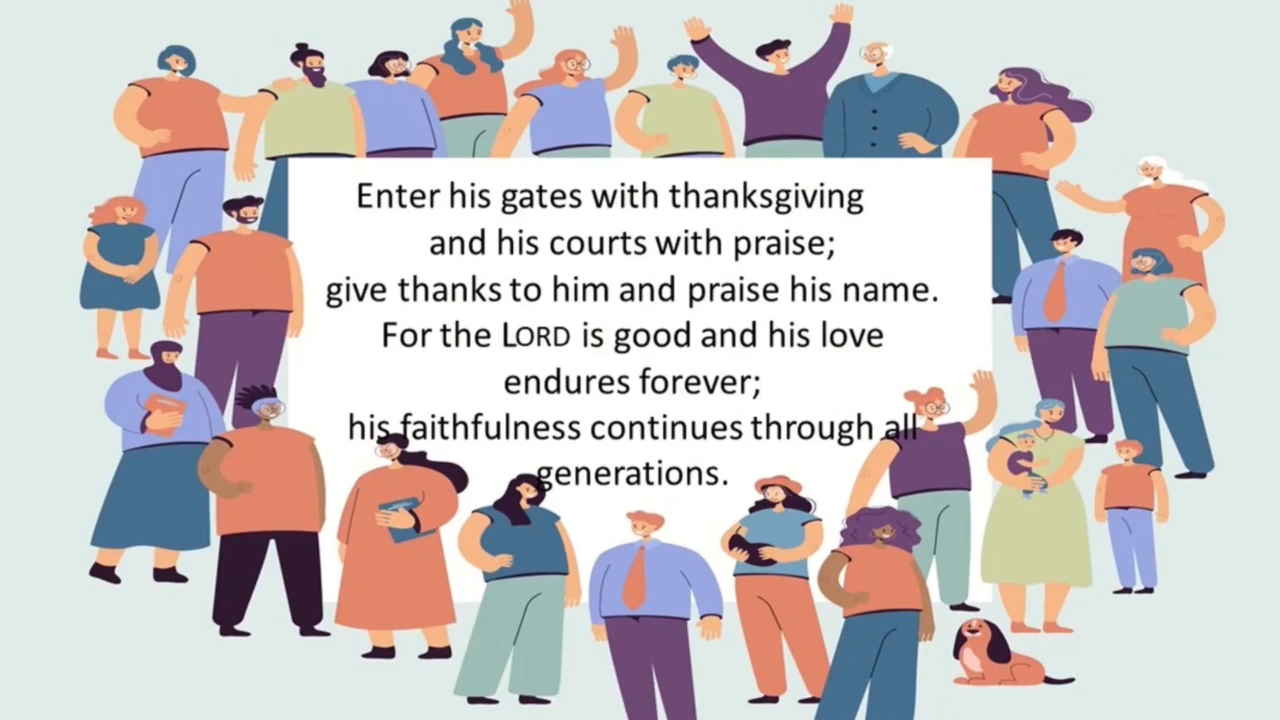 Enter his gates with thanksgiving
and his courts with praise;
give thanks to him and praise his name.
For the LORD is good and his love
endures forever;
his faithfulness continues through all
generations.